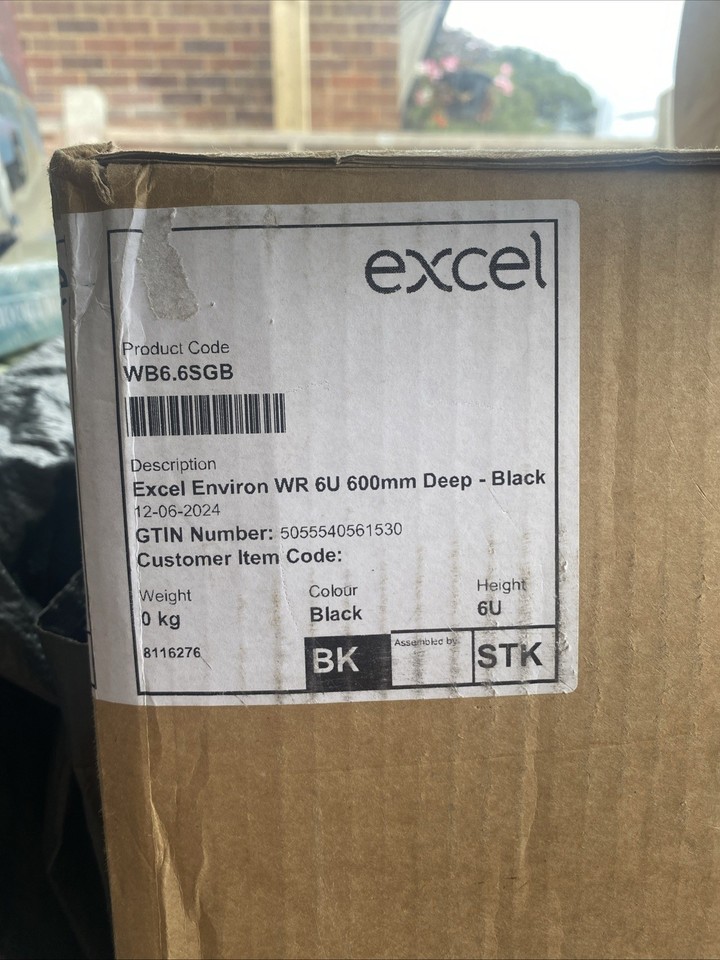 excel
Product Code
WB6.6SGB
Description
Excel Environ WR 6U 600mm Deep - Black
12-06-2024
GTIN Number: 5055540561530
Customer Item Code:
Weight Colour Height
0 kg Black 6U
8116276 BK Assembled by STK